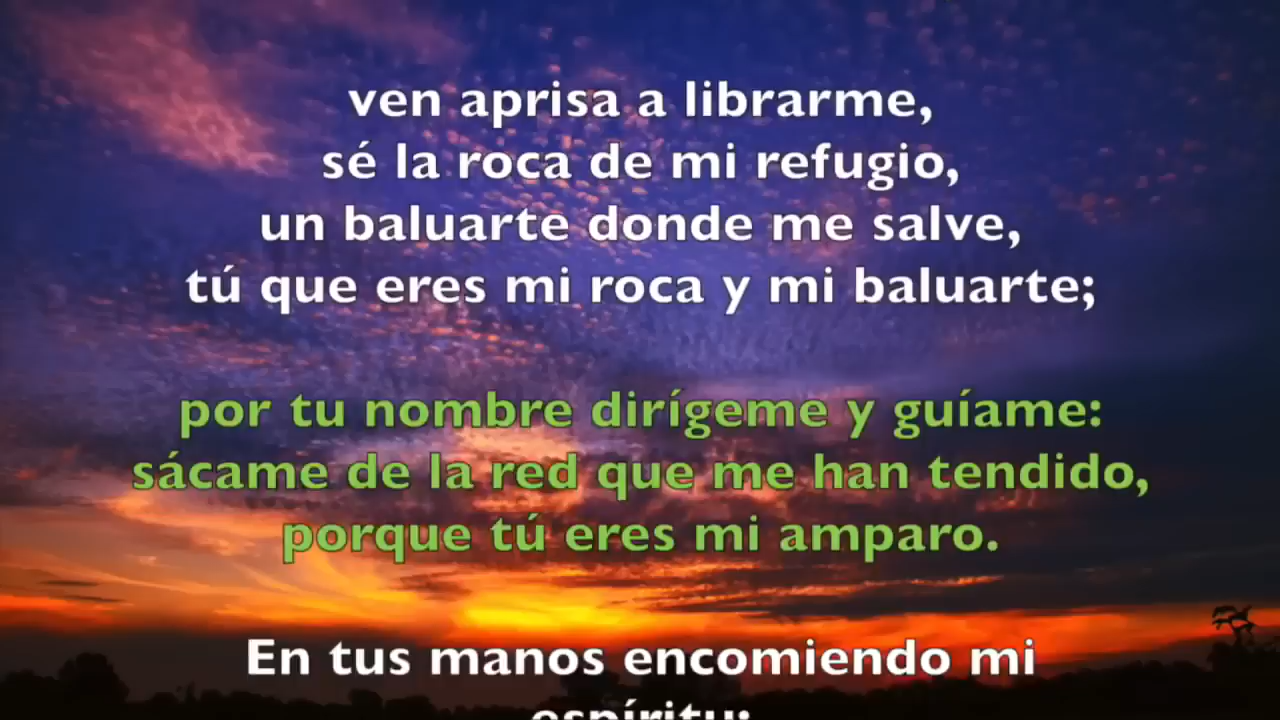 ven aprisa a librarme,
sé la roca de mi refugio,
un baluarte donde me salve,
tú que eres mi roca y mi baluarte;
por tu nombre dirígeme y guíame:
sácame de la red que me han tendido,
porque tú eres mi amparo.
En tus manos encomiendo mi
espíritu: